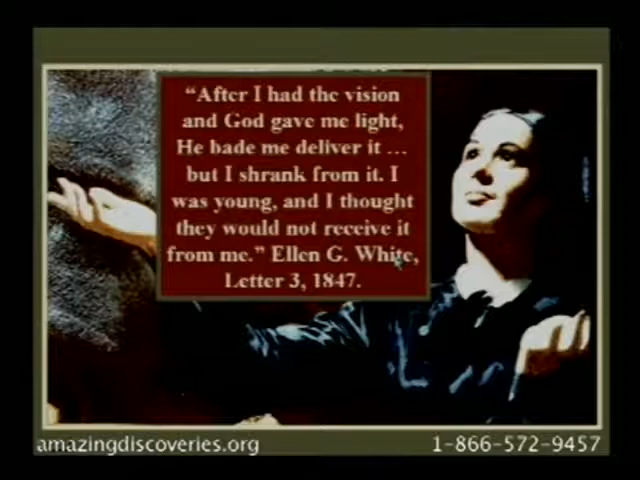 “After I had the vision
and God gave me light,
He bade me deliver it ...
but I shrank from it. I
was young, and I thought
they would not receive it
from me.” Ellen G. White,
Letter 3, 1847.
amazingdiscoveries.org
1-866-572-9457